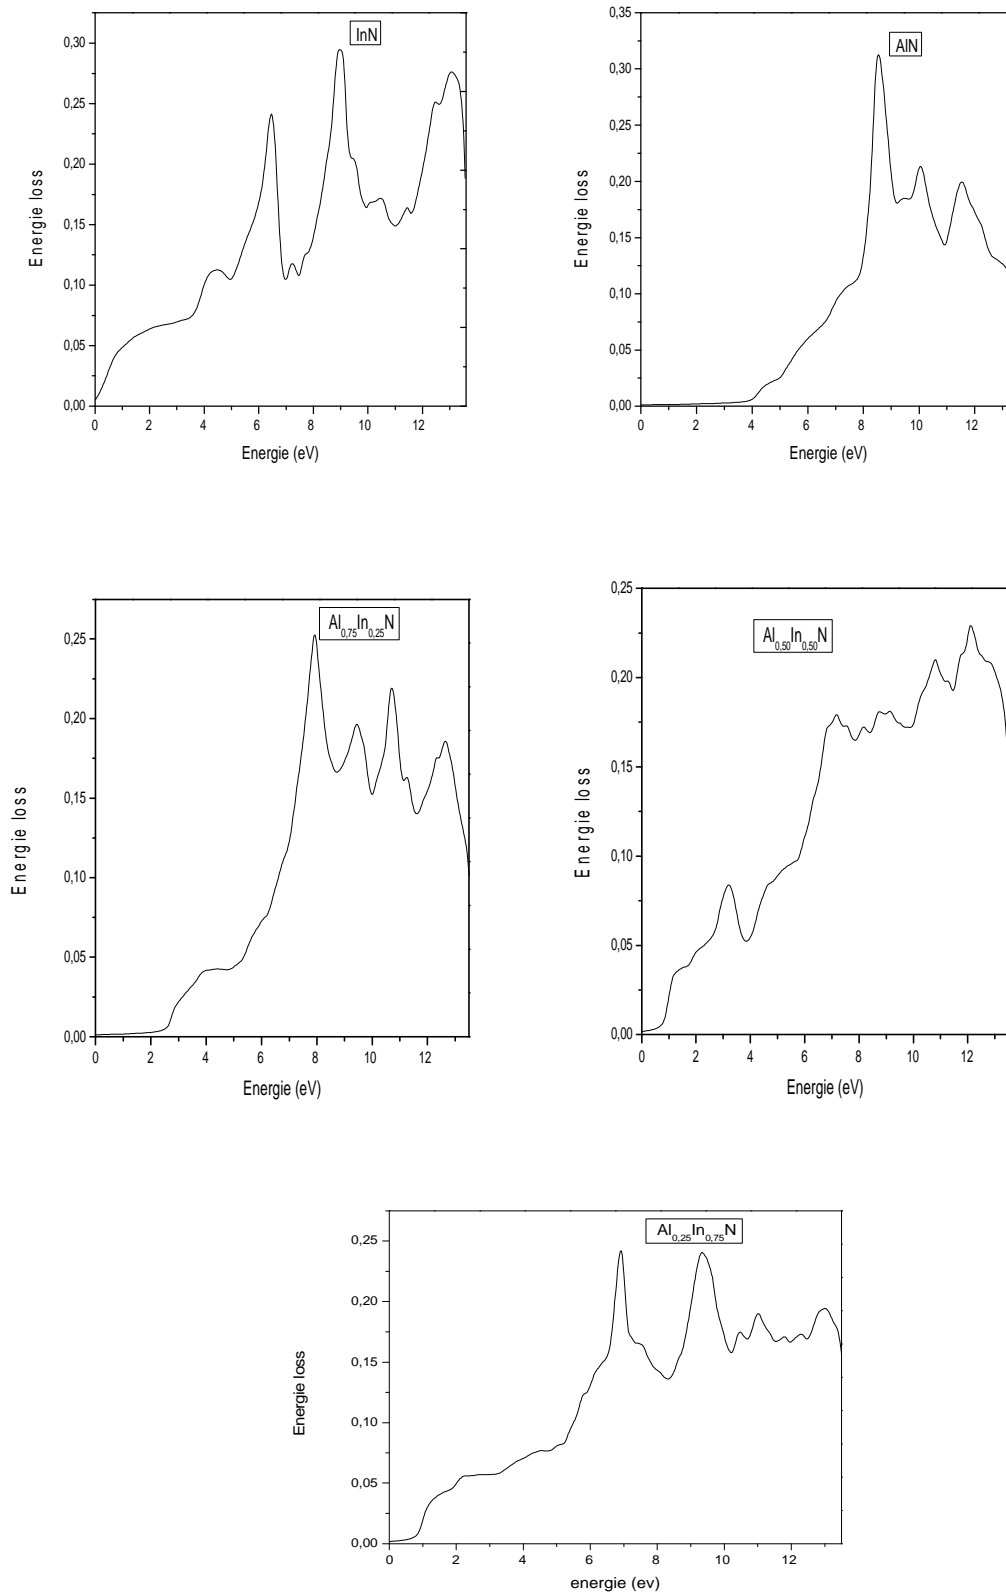 InN
0,30
0,25
0,20
0,15
0,10
0,05
0,00
Energie loss
0 2 4 6 8 10 12
Energie (eV)
AlN
0,35
0,30
0,25
0,20
0,15
0,10
0,05
0,00
Energie loss
0 2 4 6 8 10 12
Energie (eV)
Al0,75In0,25N
0,25
0,20
0,15
0,10
0,05
0,00
Energie loss
0 2 4 6 8 10 12
Energie (eV)
Al0,50In0,50N
0,25
0,20
0,15
0,10
0,05
0,00
Energie loss
0 2 4 6 8 10 12
Energie (eV)
Al0,25In0,75N
0,25
0,20
0,15
0,10
0,05
0,00
Energie loss
0 2 4 6 8 10 12
energie (ev)